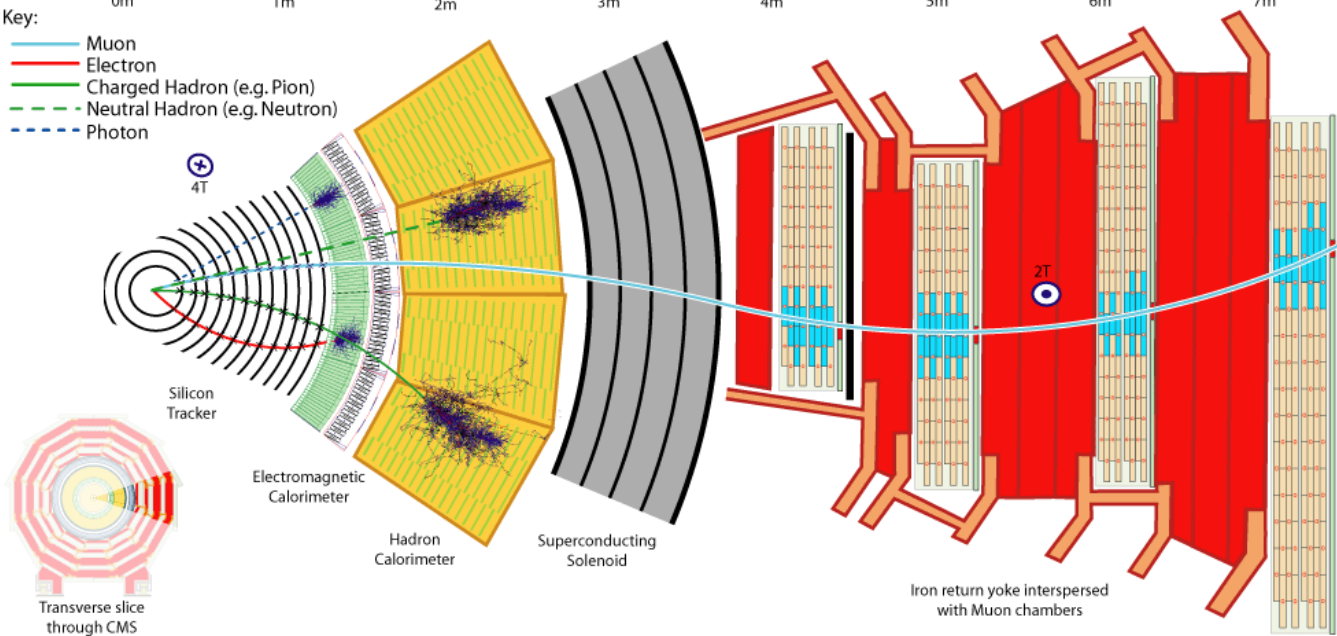 0m 1m 2m 3m 4m 5m 6m 7m
Key:
Muon
Electron
Charged Hadron (e.g. Pion)
Neutral Hadron (e.g. Neutron)
Photon
4T
2T
Silicon
Tracker
Electromagnetic
Calorimeter
Hadron
Calorimeter
Superconducting
Solenoid
Iron return yoke interspersed
with Muon chambers
Transverse slice
through CMS